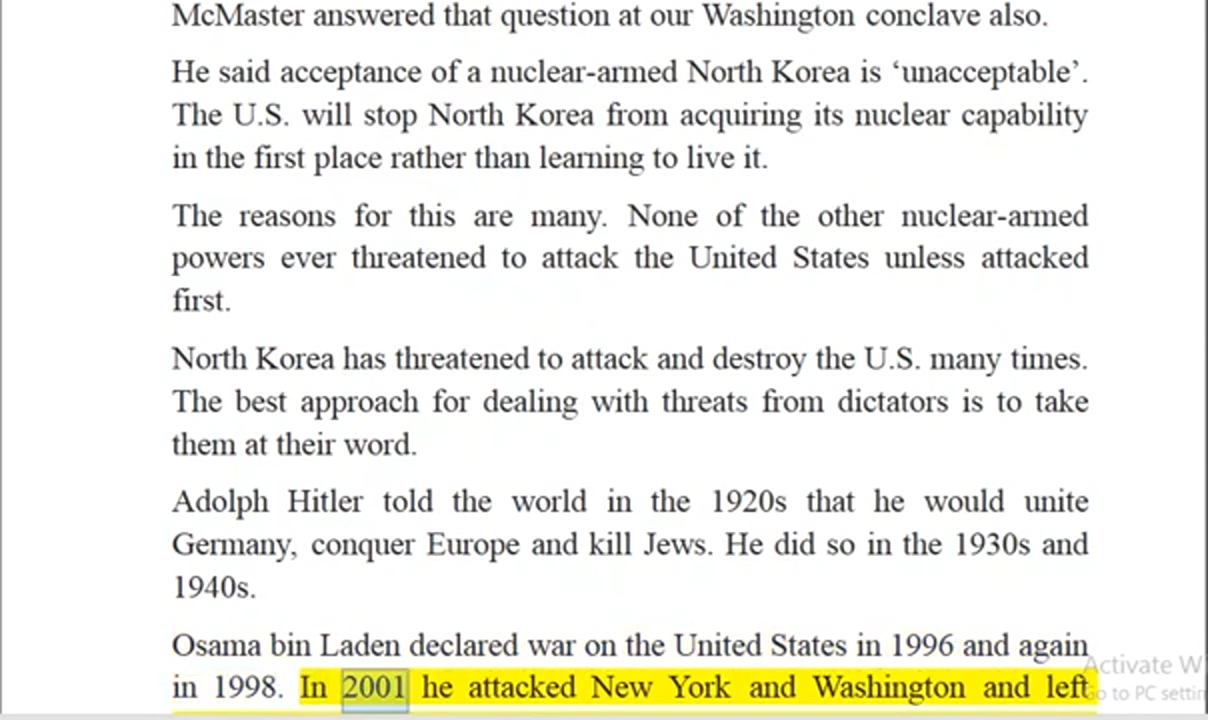 McMaster answered that question at our Washington conclave also.
He said acceptance of a nuclear-armed North Korea is ‘unacceptable’.
The U.S. will stop North Korea from acquiring its nuclear capability
in the first place rather than learning to live it.
The reasons for this are many. None of the other nuclear-armed
powers ever threatened to attack the United States unless attacked
first.
North Korea has threatened to attack and destroy the U.S. many times.
The best approach for dealing with threats from dictators is to take
them at their word.
Adolph Hitler told the world in the 1920s that he would unite
Germany, conquer Europe and kill Jews. He did so in the 1930s and
1940s.
Osama bin Laden declared war on the United States in 1996 and again
in 1998. In 2001 he attacked New York and Washington and left
Activate W
Go to PC settin